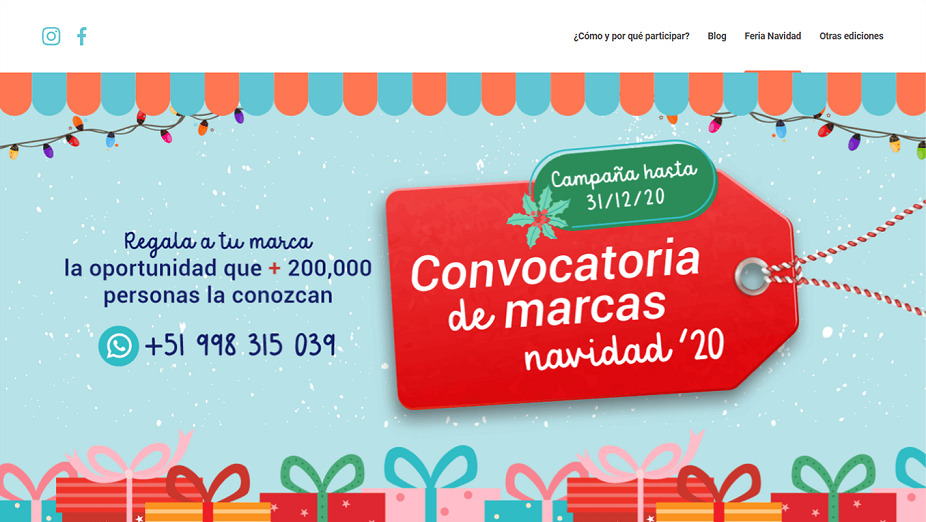 ¿Cómo y por qué participar? Blog Feria Navidad Otras ediciones
Campaña hasta
31/12/20
Convocatoria
de marcas
navidad '20
Regala a tu marca
la oportunidad que + 200,000
personas la conozcan
+51 998 315 039